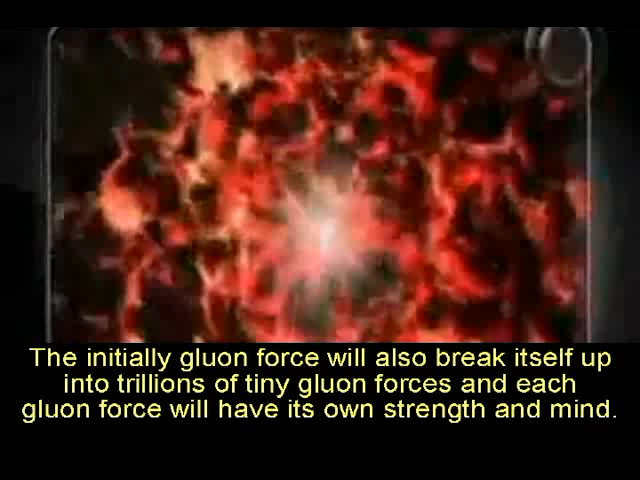 The initially gluon force will also break itself up
into trillions of tiny gluon forces and each
gluon force will have its own strength and mind.